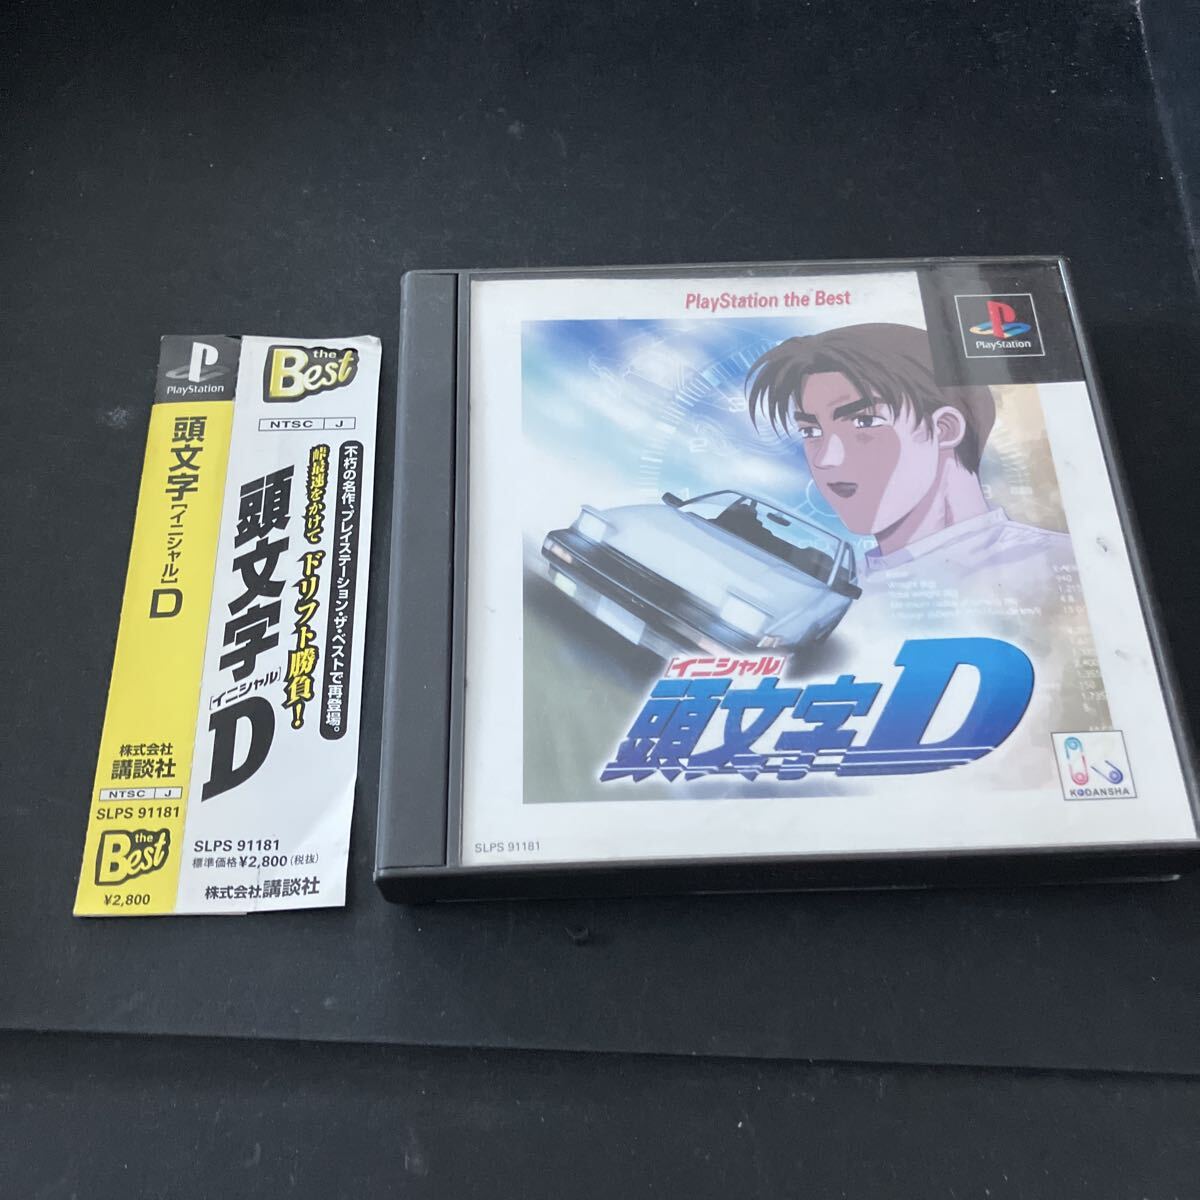 PlayStation
頭文字[イニシャル]D
株式会社
講談社
NTSC J
SLPS 91181
the
Best
¥2,800
the
Best
NTSC J
不朽の名作、プレイステーション・ザ・ベストで再登場。
峠最速をかけて
ドリフト勝負!
頭文字
[イニシャル]
D
SLPS 91181
標準価格¥2,800(税抜)
株式会社講談社
PlayStation the Best
PlayStation
[イニシャル]
頭文字D
KODANSHA
SLPS 91181